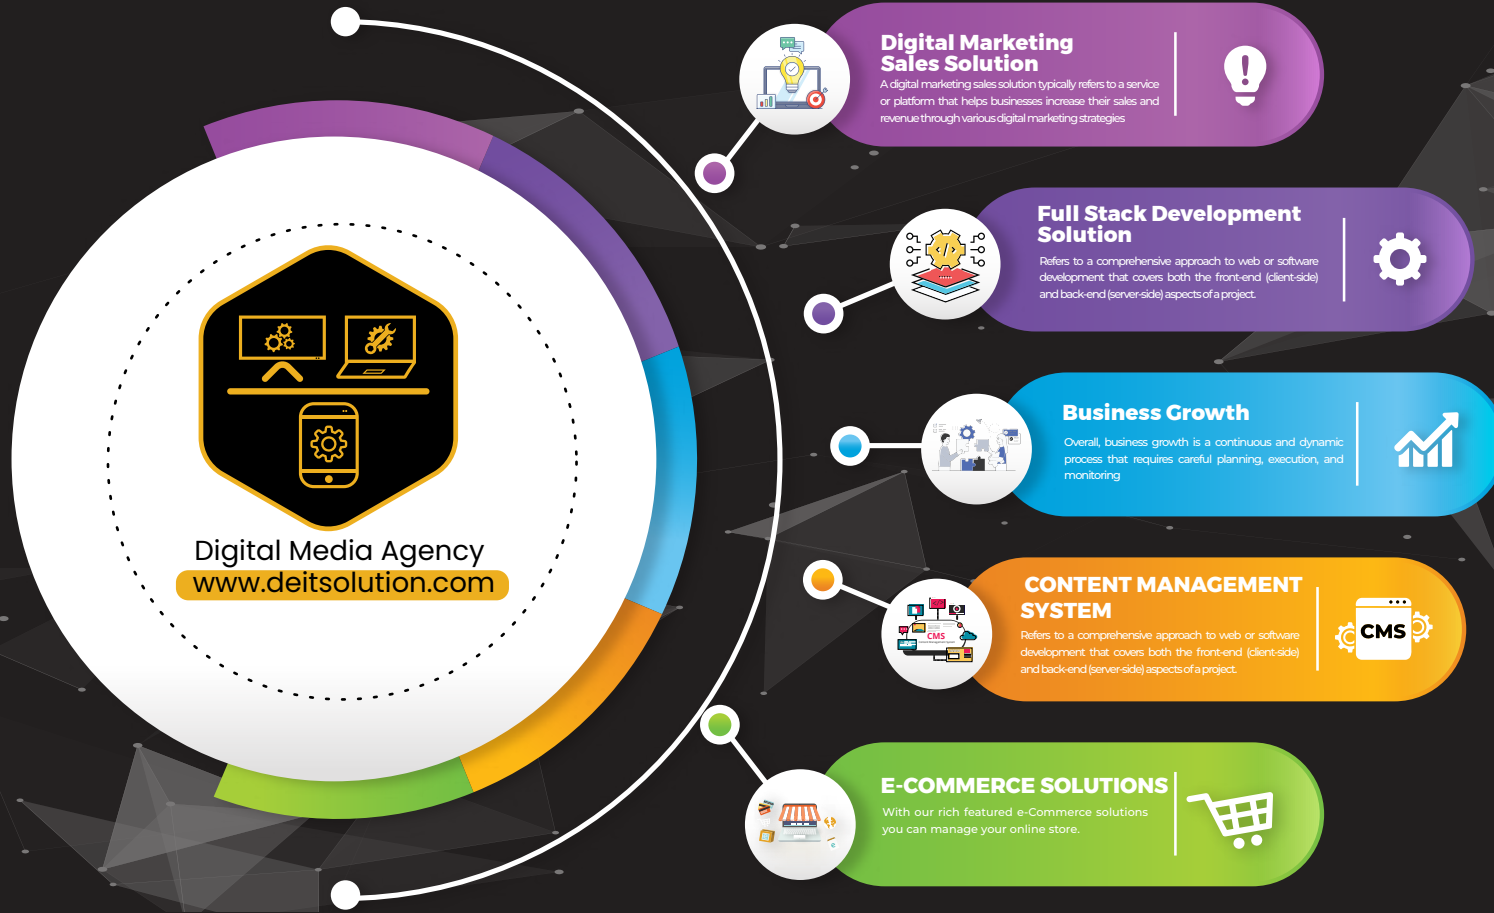 Digital Media Agency
www.deitsolution.com
Digital Marketing
Sales Solution
A digital marketing sales solution typically refers to a service
or platform that helps businesses increase their sales and
revenue through various digital marketing strategies
Full Stack Development
Solution
Refers to a comprehensive approach to web or software
development that covers both the front-end (client-side)
and back-end (server-side) aspects of a project.
Business Growth
Overall, business growth is a continuous and dynamic
process that requires careful planning, execution, and
monitoring
CONTENT MANAGEMENT
SYSTEM
Refers to a comprehensive approach to web or software
development that covers both the front-end (client-side)
and back-end (server-side) aspects of a project.
CMS
CMS
E-COMMERCE SOLUTIONS
With our rich featured e-Commerce solutions
you can manage your online store.